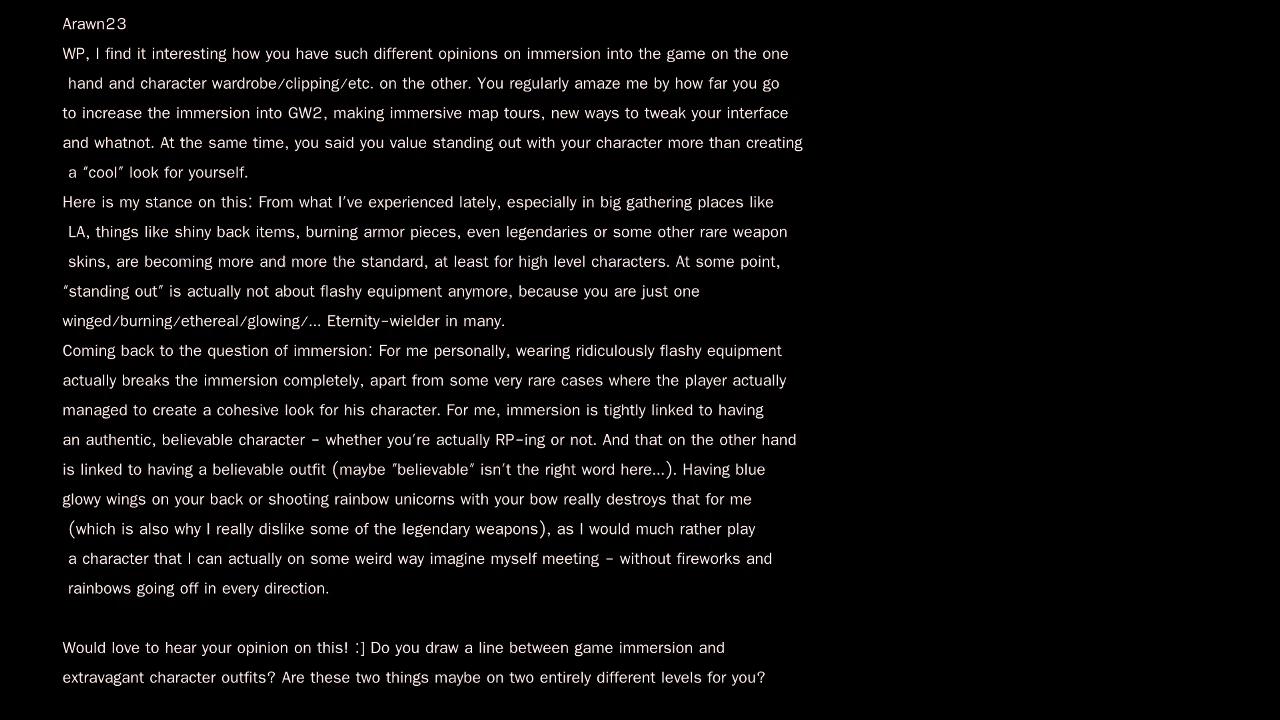 Arawn23
WP, I find it interesting how you have such different opinions on immersion into the game on the one
hand and character wardrobe/clipping/etc. on the other. You regularly amaze me by how far you go
to increase the immersion into GW2, making immersive map tours, new ways to tweak your interface
and whatnot. At the same time, you said you value standing out with your character more than creating
a “cool” look for yourself.
Here is my stance on this: From what I’ve experienced lately, especially in big gathering places like
LA, things like shiny back items, burning armor pieces, even legendaries or some other rare weapon
skins, are becoming more and more the standard, at least for high level characters. At some point,
“standing out” is actually not about flashy equipment anymore, because you are just one
winged/burning/ethereal/glowing/... Eternity-wielder in many.
Coming back to the question of immersion: For me personally, wearing ridiculously flashy equipment
actually breaks the immersion completely, apart from some very rare cases where the player actually
managed to create a cohesive look for his character. For me, immersion is tightly linked to having
an authentic, believable character - whether you’re actually RP-ing or not. And that on the other hand
is linked to having a believable outfit (maybe “believable” isn’t the right word here...). Having blue
glowy wings on your back or shooting rainbow unicorns with your bow really destroys that for me
(which is also why I really dislike some of the legendary weapons), as I would much rather play
a character that I can actually on some weird way imagine myself meeting - without fireworks and
rainbows going off in every direction.
Would love to hear your opinion on this! :] Do you draw a line between game immersion and
extravagant character outfits? Are these two things maybe on two entirely different levels for you?